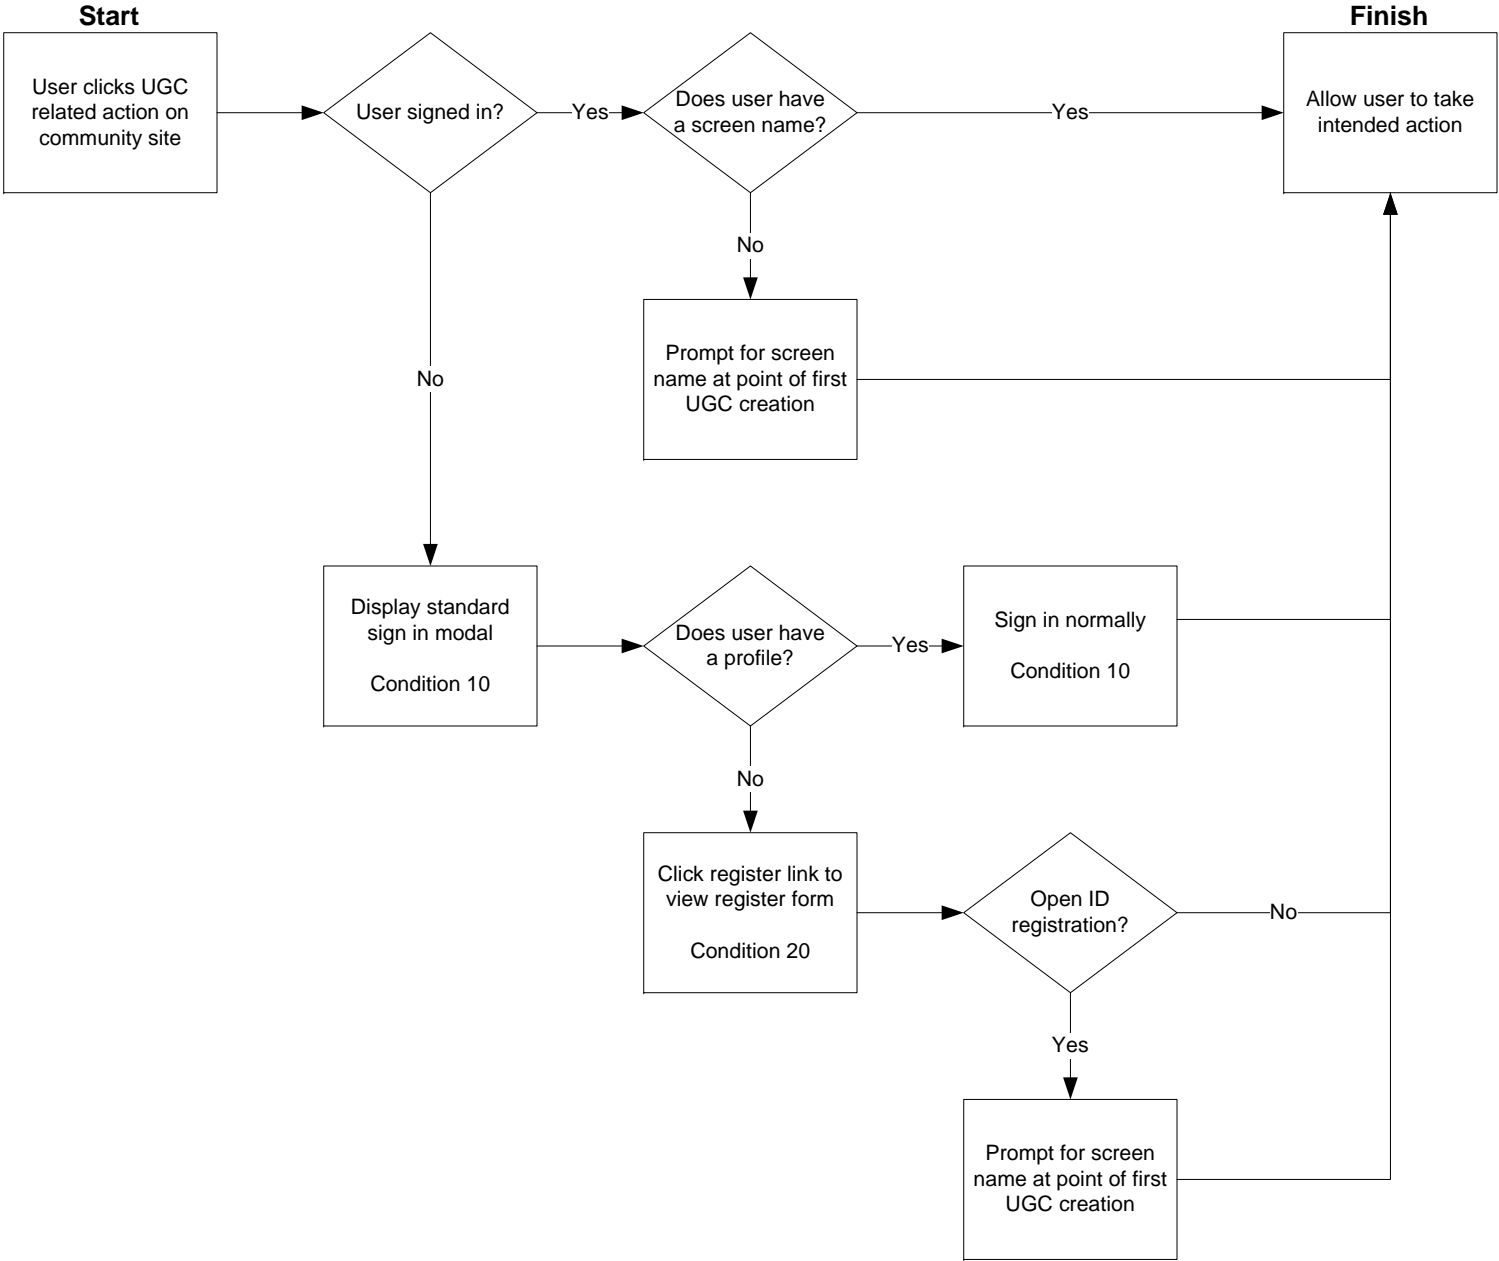 Start
Finish
User clicks UGC
related action on
community site
User signed in?
Yes
Does user have
a screen name?
Yes
Allow user to take
intended action
No
Prompt for screen
name at point of first
UGC creation
No
Display standard
sign in modal
Condition 10
Does user have
a profile?
Yes
Sign in normally
Condition 10
No
Click register link to
view register form
Condition 20
Open ID
registration?
No
Yes
Prompt for screen
name at point of first
UGC creation